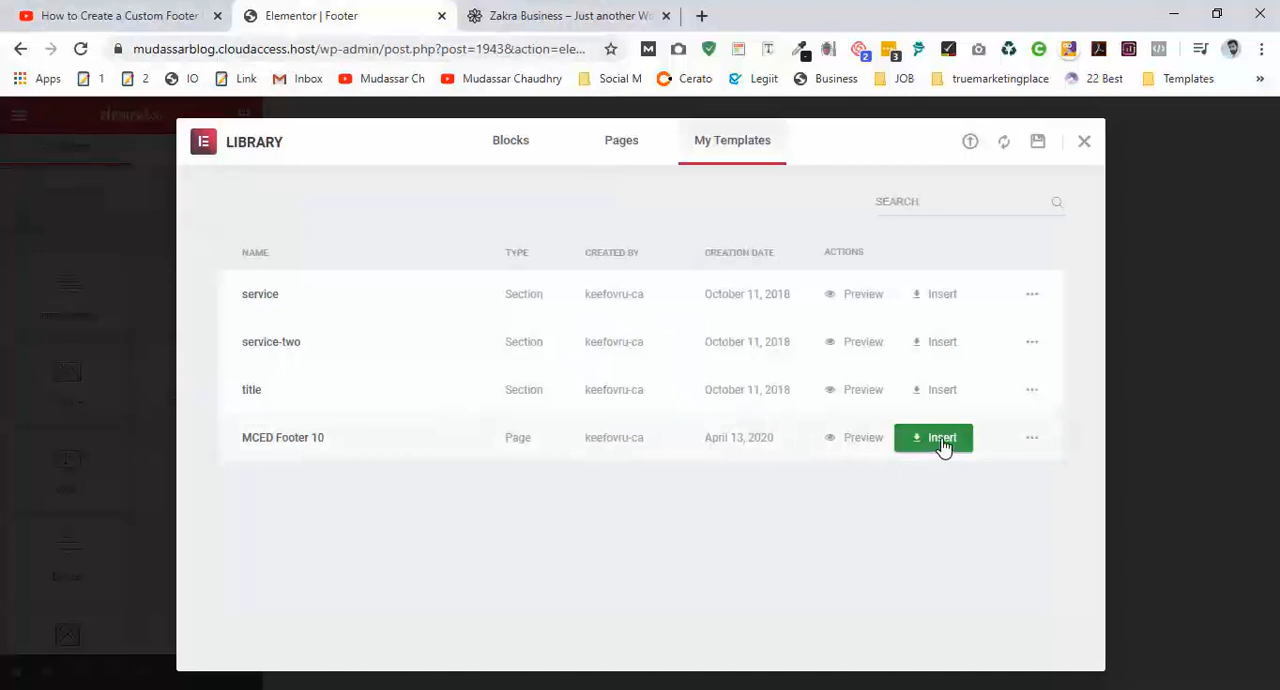 How to Create a Custom Footer
Elementor | Footer
Zakra Business – Just another Wo
mudassarblog.cloudaccess.host/wp-admin/post.php?post=1943&action=ele...
2
3
Apps
1
2
IO
Link
Inbox
Mudassar Ch
Mudassar Chaudhry
Social M
Cerato
Legiit
Business
JOB
truemarketingplace
22 Best
Templates
»
LIBRARY
Blocks
Pages
My Templates
SEARCH
NAME TYPE CREATED BY CREATION DATE ACTIONS
service Section keefovru-ca October 11, 2018 Preview Insert
service-two Section keefovru-ca October 11, 2018 Preview Insert
title Section keefovru-ca October 11, 2018 Preview Insert
MCED Footer 10 Page keefovru-ca April 13, 2020 Preview Insert